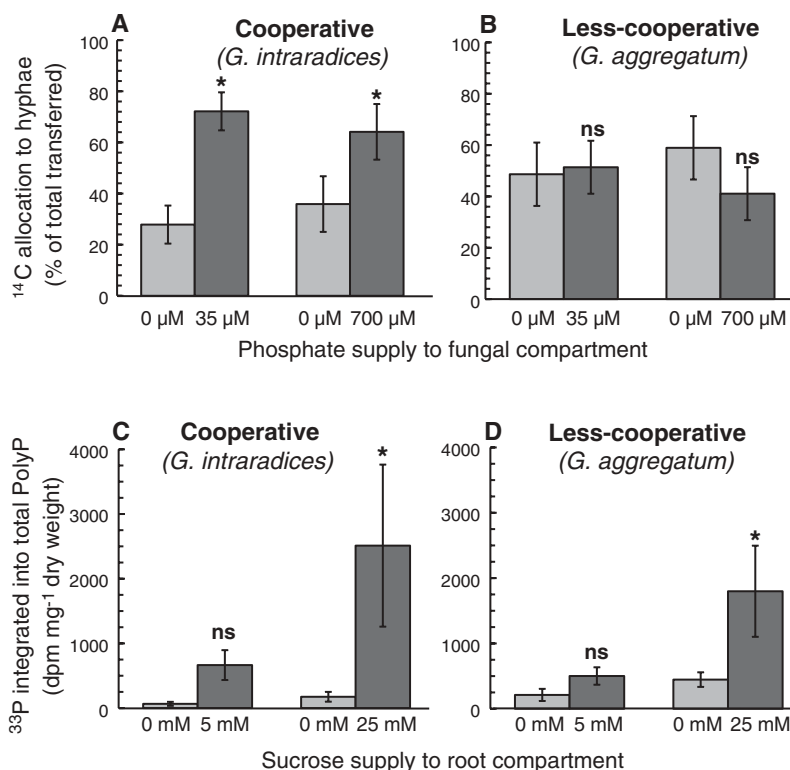 A Cooperative
(G. intraradices)
B Less-cooperative
(G. aggregatum)
¹⁴C allocation to hyphae
(% of total transferred)
100
80
60
40
20
0
*
*
100
80
60
40
20
0
ns
ns
0 µM 35 µM 0 µM 700 µM
0 µM 35 µM 0 µM 700 µM
Phosphate supply to fungal compartment
C Cooperative
(G. intraradices)
D Less-cooperative
(G. aggregatum)
³³P integrated into total PolyP
(dpm mg⁻¹ dry weight)
4000
3000
2000
1000
0
ns
*
4000
3000
2000
1000
0
ns
*
0 mM 5 mM 0 mM 25 mM
0 mM 5 mM 0 mM 25 mM
Sucrose supply to root compartment